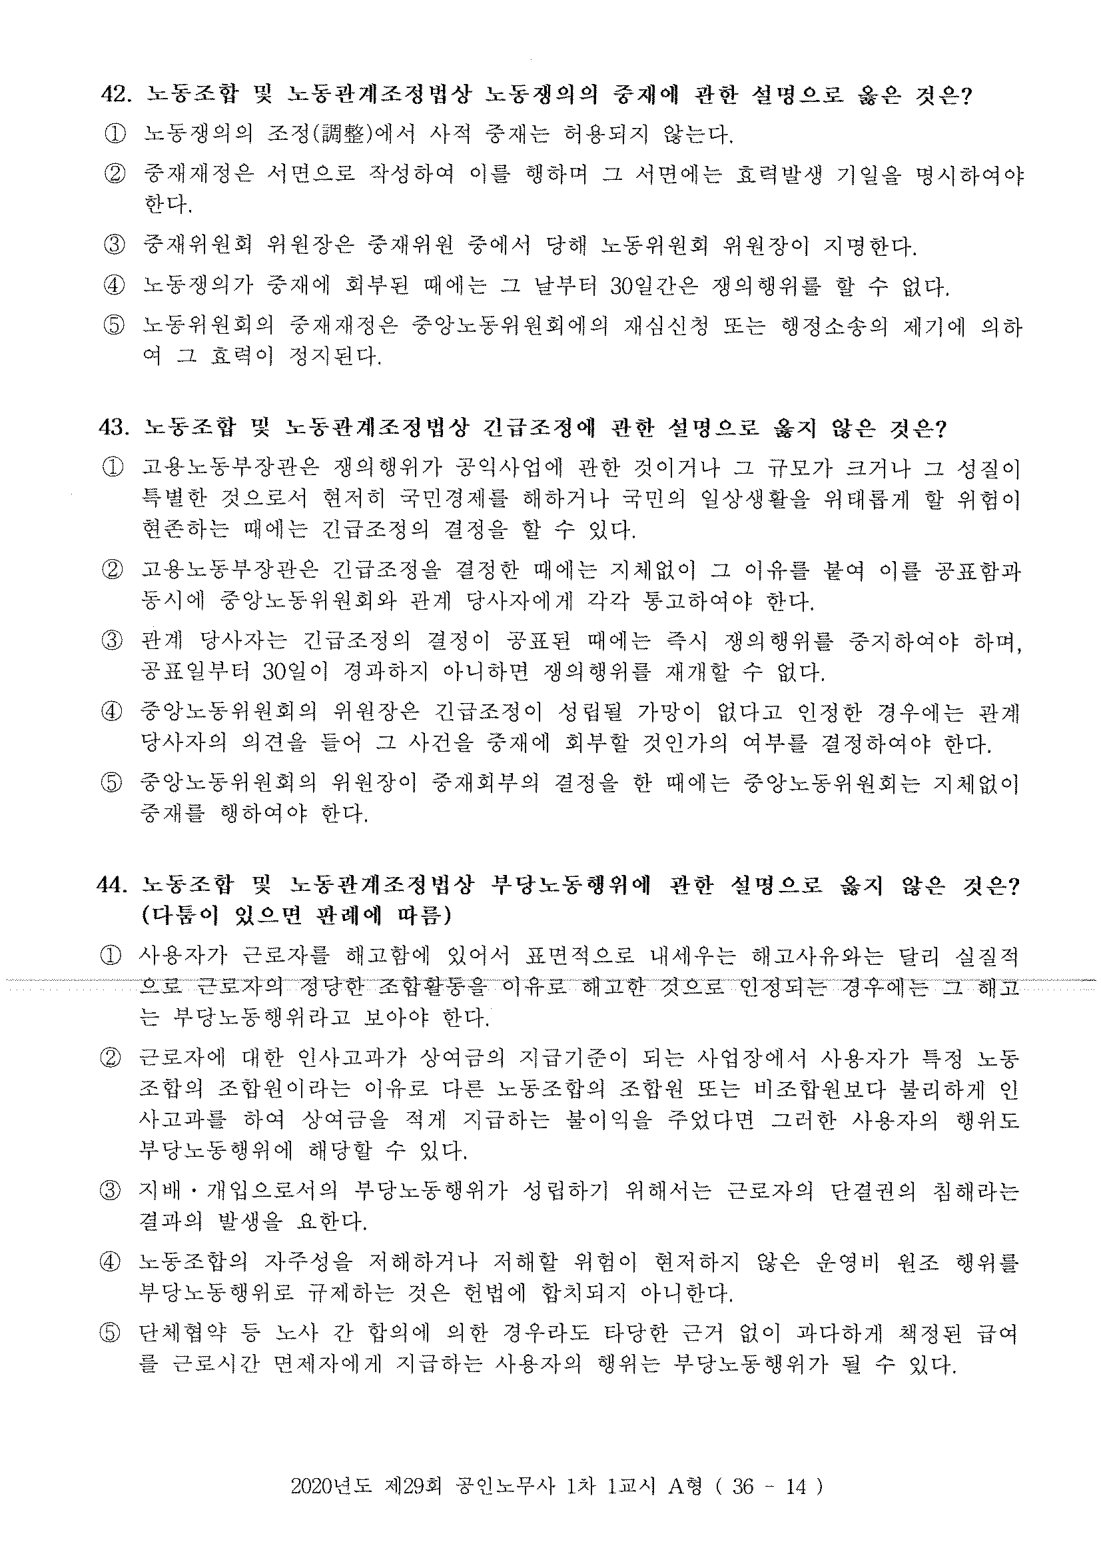 42. 노동조합 및 노동관계조정법상 노동쟁의의 중재에 관한 설명으로 옳은 것은?
① 노동쟁의의 조정(調整)에서 사적 중재는 허용되지 않는다.
② 중재재정은 서면으로 작성하여 이를 행하며 그 서면에는 효력발생 기일을 명시하여야
한다.
③ 중재위원회 위원장은 중재위원 중에서 당해 노동위원회 위원장이 지명한다.
④ 노동쟁의가 중재에 회부된 때에는 그 날부터 30일간은 쟁의행위를 할 수 없다.
⑤ 노동위원회의 중재재정은 중앙노동위원회에의 재심신청 또는 행정소송의 제기에 의하
여 그 효력이 정지된다.
43. 노동조합 및 노동관계조정법상 긴급조정에 관한 설명으로 옳지 않은 것은?
① 고용노동부장관은 쟁의행위가 공익사업에 관한 것이거나 그 규모가 크거나 그 성질이
특별한 것으로서 현저히 국민경제를 해하거나 국민의 일상생활을 위태롭게 할 위험이
현존하는 때에는 긴급조정의 결정을 할 수 있다.
② 고용노동부장관은 긴급조정을 결정한 때에는 지체없이 그 이유를 붙여 이를 공표함과
동시에 중앙노동위원회와 관계 당사자에게 각각 통고하여야 한다.
③ 관계 당사자는 긴급조정의 결정이 공표된 때에는 즉시 쟁의행위를 중지하여야 하며,
공표일부터 30일이 경과하지 아니하면 쟁의행위를 재개할 수 없다.
④ 중앙노동위원회의 위원장은 긴급조정이 성립될 가망이 없다고 인정한 경우에는 관계
당사자의 의견을 들어 그 사건을 중재에 회부할 것인가의 여부를 결정하여야 한다.
⑤ 중앙노동위원회의 위원장이 중재회부의 결정을 한 때에는 중앙노동위원회는 지체없이
중재를 행하여야 한다.
44. 노동조합 및 노동관계조정법상 부당노동행위에 관한 설명으로 옳지 않은 것은?
(다툼이 있으면 판례에 따름)
① 사용자가 근로자를 해고함에 있어서 표면적으로 내세우는 해고사유와는 달리 실질적
으로 근로자의 정당한 조합활동을 이유로 해고한 것으로 인정되는 경우에는 그 해고
는 부당노동행위라고 보아야 한다.
② 근로자에 대한 인사고과가 상여금의 지급기준이 되는 사업장에서 사용자가 특정 노동
조합의 조합원이라는 이유로 다른 노동조합의 조합원 또는 비조합원보다 불리하게 인
사고과를 하여 상여금을 적게 지급하는 불이익을 주었다면 그러한 사용자의 행위도
부당노동행위에 해당할 수 있다.
③ 지배・개입으로서의 부당노동행위가 성립하기 위해서는 근로자의 단결권의 침해라는
결과의 발생을 요한다.
④ 노동조합의 자주성을 저해하거나 저해할 위험이 현저하지 않은 운영비 원조 행위를
부당노동행위로 규제하는 것은 헌법에 합치되지 아니한다.
⑤ 단체협약 등 노사 간 합의에 의한 경우라도 타당한 근거 없이 과다하게 책정된 급여
를 근로시간 면제자에게 지급하는 사용자의 행위는 부당노동행위가 될 수 있다.
2020년도 제29회 공인노무사 1차 1교시 A형 ( 36 - 14 )